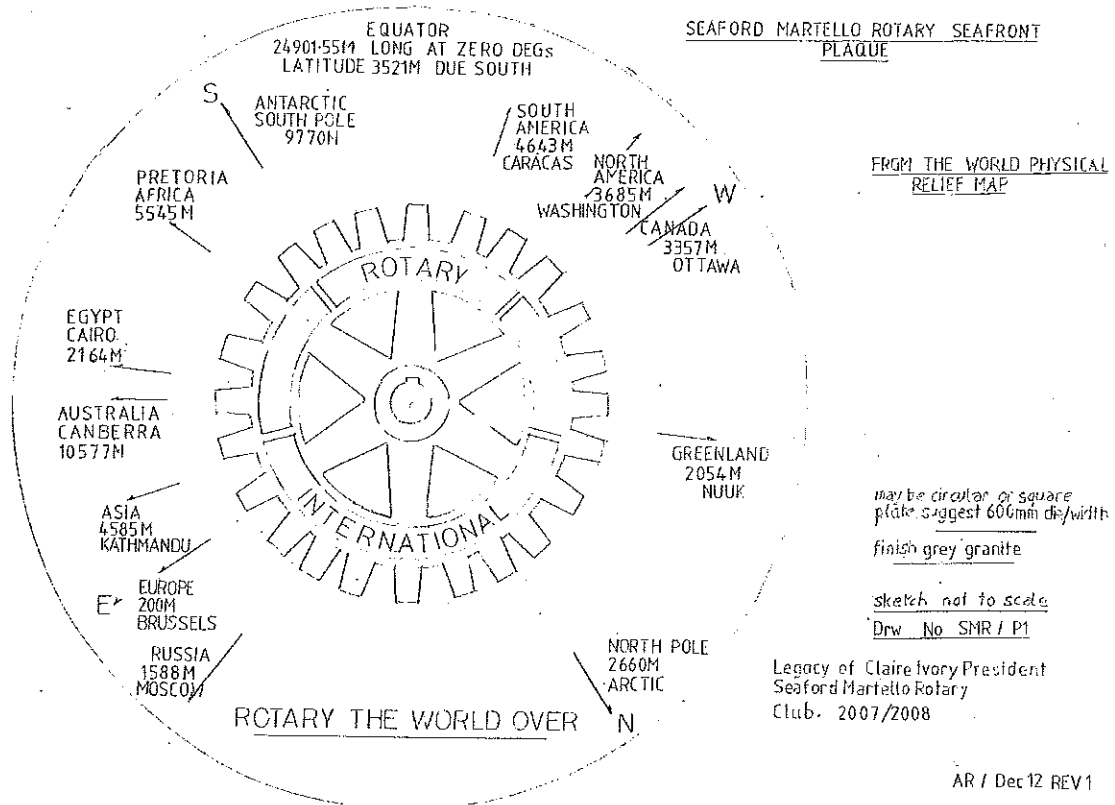 SEAFORD MARTELLO ROTARY SEAFRONT
PLAQUE
FROM THE WORLD PHYSICAL
RELIEF MAP
EQUATOR
24901·55M LONG AT ZERO DEGs
LATITUDE 3521M DUE SOUTH
S
ANTARCTIC
SOUTH POLE
9770M
SOUTH
AMERICA
4643M
CARACAS
NORTH
AMERICA
3685M
WASHINGTON
W
CANADA
3357M
OTTAWA
PRETORIA
AFRICA
5545M
EGYPT
CAIRO.
2164M
AUSTRALIA
CANBERRA
10577M
ASIA
4585M
KATHMANDU
E
EUROPE
200M
BRUSSELS
RUSSIA
1588M
MOSCOW
ROTARY
INTERNATIONAL
GREENLAND
2054M
NUUK
NORTH POLE
2660M
ARCTIC
N
ROTARY THE WORLD OVER
may be circular or square
plate. suggest 600mm die/width
finish grey granite
sketch not to scale
Drw No SMR / P1
Legacy of Claire Ivory President
Seaford Martello Rotary
Club. 2007/2008
AR / Dec 12 REV 1